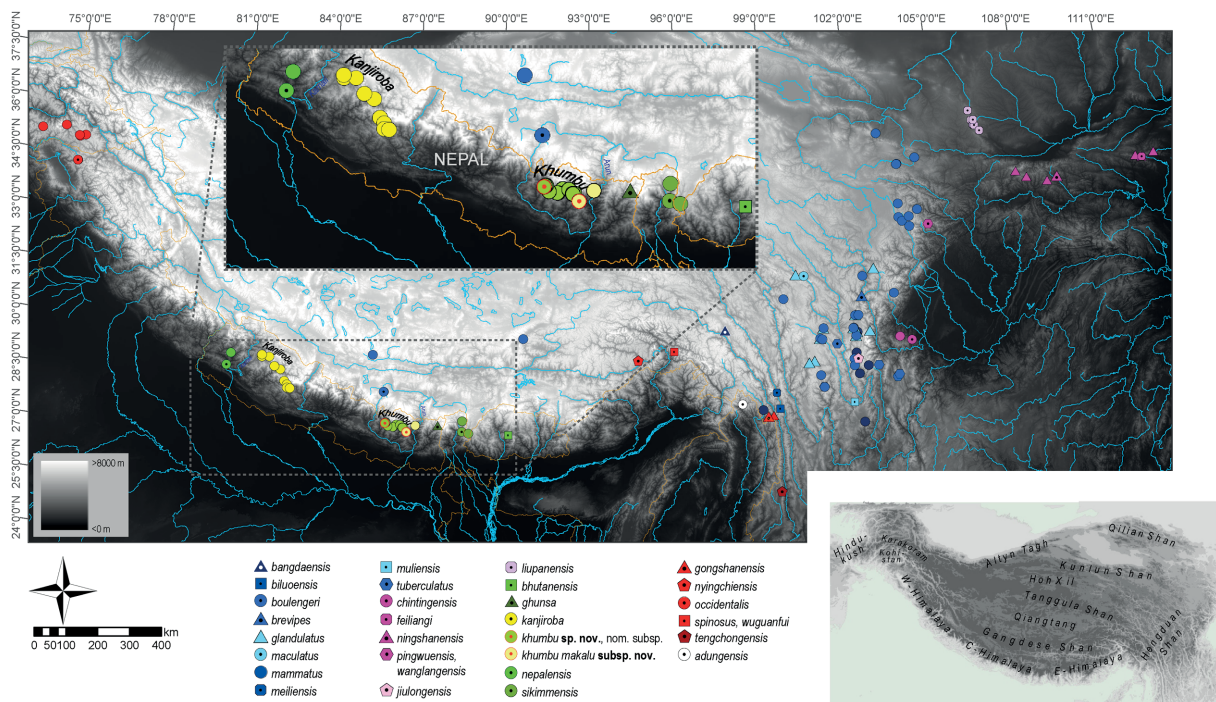 75°0'0"E 78°0'0"E 81°0'0"E 84°0'0"E 87°0'0"E 90°0'0"E 93°0'0"E 96°0'0"E 99°0'0"E 102°0'0"E 105°0'0"E 108°0'0"E 111°0'0"E
37°30'0"N
36°0'0"N
34°30'0"N
33°0'0"N
31°30'0"N
30°0'0"N
28°30'0"N
27°0'0"N
25°30'0"N
24°0'0"N
Kanjiroba
NEPAL
Arun
Khumbu
Kanjiroba
Khumbu
>8000 m
<0 m
0 50 100 200 300 400 km
bangdaensis
biluoensis
boulengeri
brevipes
glandulatus
maculatus
mammatus
meiliensis
muliensis
tuberculatus
chintingensis
feiliangi
ningshanensis
pingwuensis,
wanglangensis
jiulongensis
liupanensis
bhutanensis
ghunsa
kanjiroba
khumbu sp. nov., nom. subsp.
khumbu makalu subsp. nov.
nepalensis
sikimmensis
gongshanensis
nyingchiensis
occidentalis
spinosus, wuguanfui
tengchongensis
adungensis
Hindu-
kush
Karakoram
Kohi-
stan
W-Himalaya
C-Himalaya
E-Himalaya
Altyn Tagh
Qilian Shan
Kunlun Shan
Hoh Xil
Tanggula Shan
Qiangtang
Gangdese Shan
Hengduan
Shan